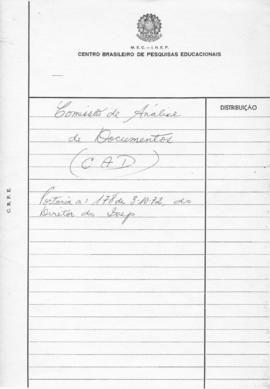 M.E.C. — I.N.E.P.
CENTRO BRASILEIRO DE PESQUISAS EDUCACIONAIS
DISTRIBUIÇÃO
Comissão de Análise
de Documentos
(CAD)
Portaria nº 178 de 3-10-72, do
Diretor do Inep
C.B.P.E.